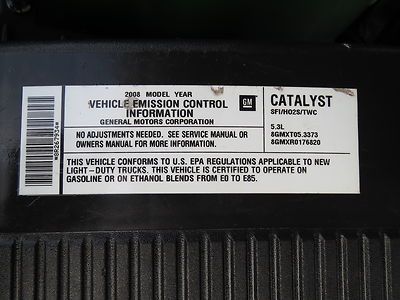 2008 MODEL YEAR
VEHICLE EMISSION CONTROL
INFORMATION
GENERAL MOTORS CORPORATION
GM
CATALYST
SFI/HO2S/TWC
NO ADJUSTMENTS NEEDED. SEE SERVICE MANUAL OR
OWNERS MANUAL FOR MORE INFORMATION.
5.3L
8GMXT05.3373
8GMXR0176820
THIS VEHICLE CONFORMS TO U.S. EPA REGULATIONS APPLICABLE TO NEW
LIGHT-DUTY TRUCKS. THIS VEHICLE IS CERTIFIED TO OPERATE ON
GASOLINE OR ON ETHANOL BLENDS FROM E0 TO E85.